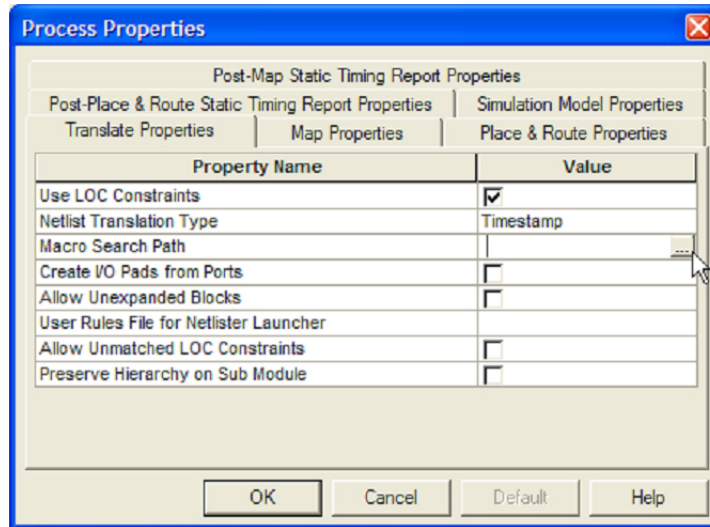 Process Properties
Post-Map Static Timing Report Properties
Post-Place & Route Static Timing Report Properties Simulation Model Properties
Translate Properties Map Properties Place & Route Properties
Property Name Value
Use LOC Constraints
Netlist Translation Type Timestamp
Macro Search Path ...
Create I/O Pads from Ports
Allow Unexpanded Blocks
User Rules File for Netlister Launcher
Allow Unmatched LOC Constraints
Preserve Hierarchy on Sub Module
OK Cancel Default Help